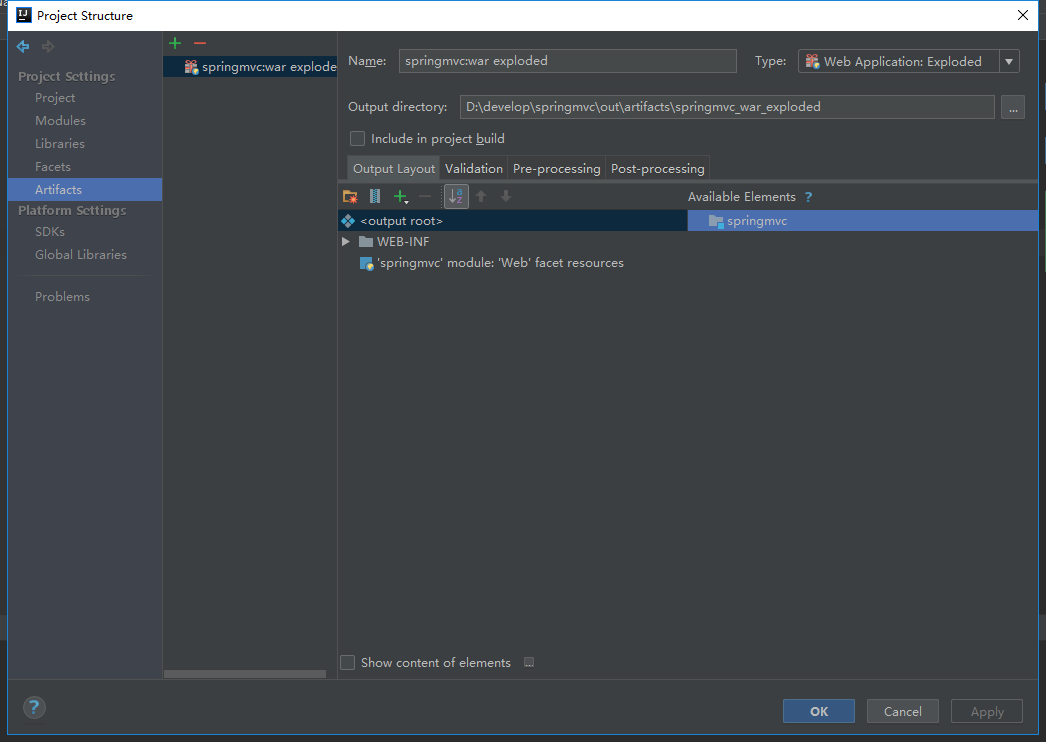 Project Structure
Project Settings
Project
Modules
Libraries
Facets
Artifacts
Platform Settings
SDKs
Global Libraries
Problems
springmvc:war explode
Name: springmvc:war exploded
Type: Web Application: Exploded
Output directory: D:\develop\springmvc\out\artifacts\springmvc_war_exploded
...
Include in project build
Output Layout Validation Pre-processing Post-processing
Available Elements ?
<output root>
springmvc
WEB-INF
'springmvc' module: 'Web' facet resources
Show content of elements ...
?
OK Cancel Apply